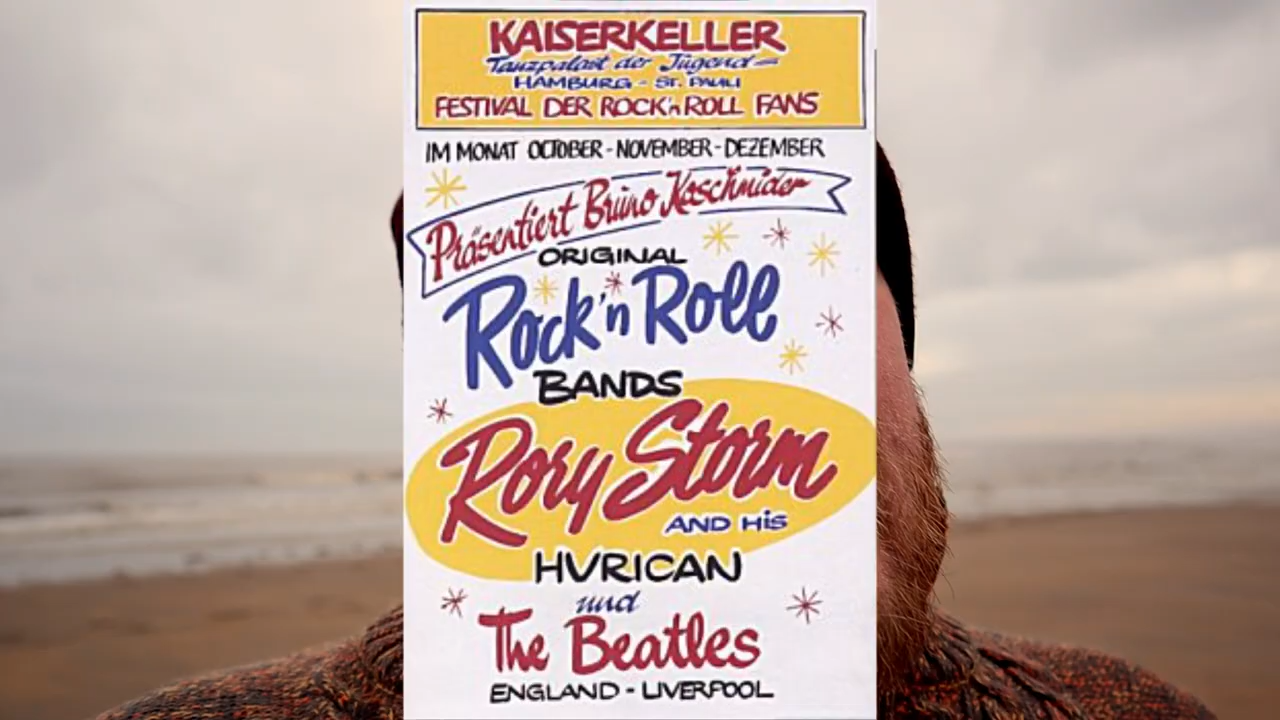 KAISERKELLER
Tanzpalast der Jugend
HAMBURG - ST. PAULI
FESTIVAL DER ROCK'n ROLL FANS
IM MONAT OCTOBER - NOVEMBER - DEZEMBER
Präsentiert Bruno Koschmider
ORIGINAL
Rock'n Roll
BANDS
Rory Storm
AND HiS
HVRICAN
und
The Beatles
ENGLAND - LIVERPOOL